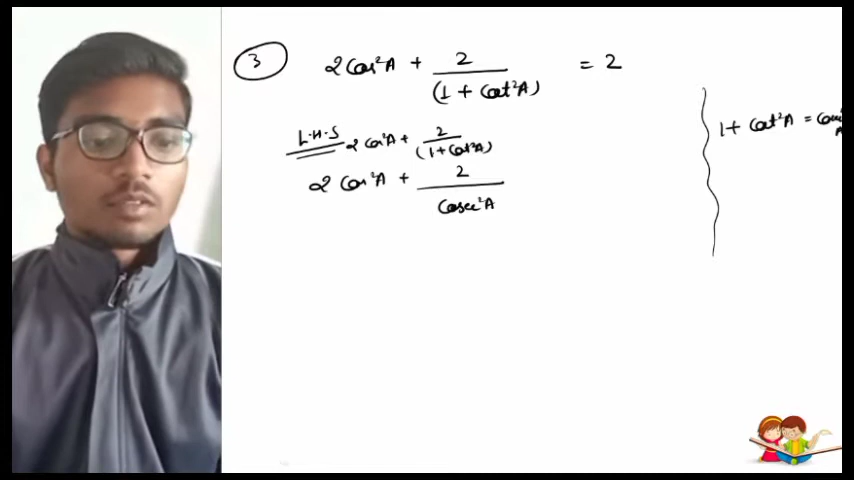 3 2Cos²A + 2/(1 + Cot²A) = 2
L.H.S 2Cos²A + 2/(1+Cot²A)
2Cos²A + 2/Cosec²A
1 + Cot²A =